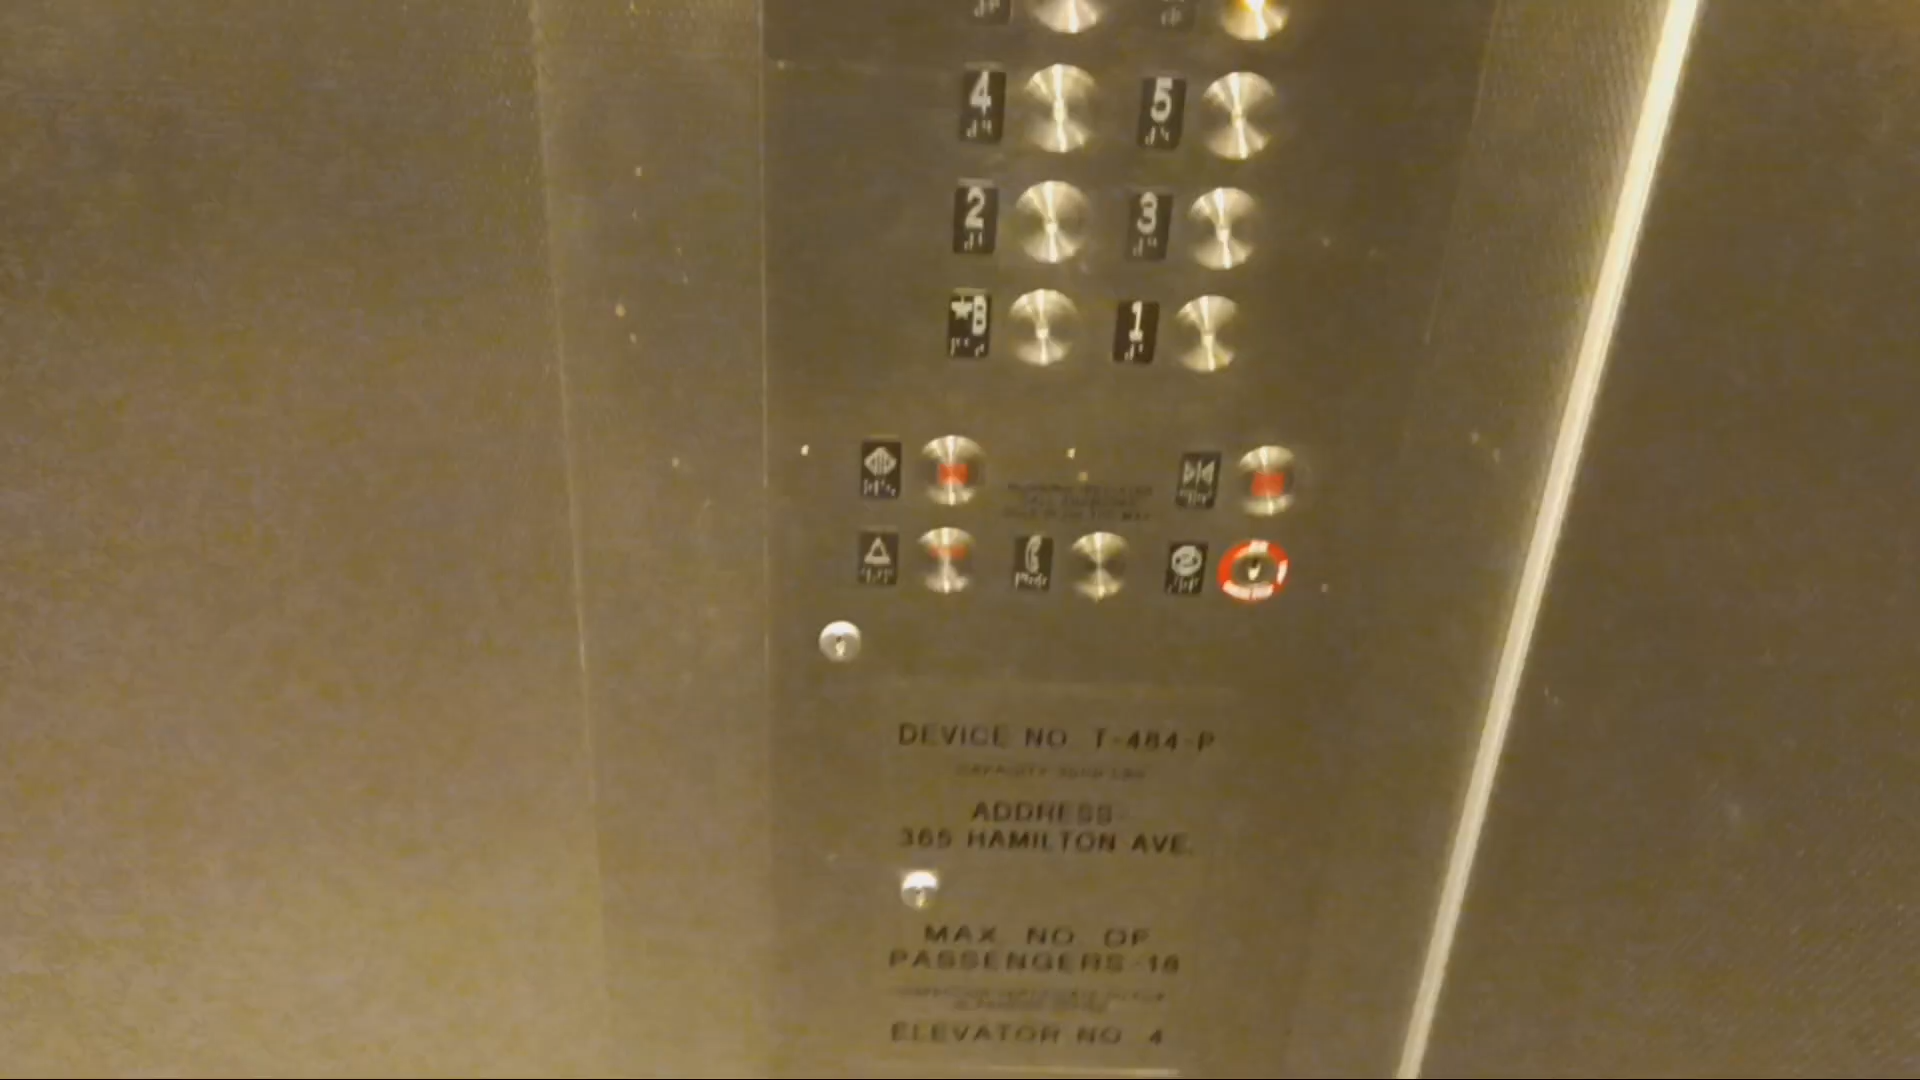 4 5
2 3
*B 1
DEVICE NO. T-484-P
ADDRESS-
365 HAMILTON AVE.
MAX. NO. OF
PASSENGERS-16
ELEVATOR NO. 4